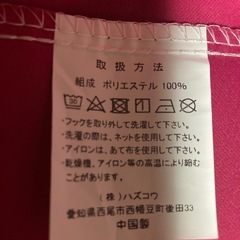 取扱方法
組成 ポリエステル 100%
・フックを取り外して洗濯して下さい。
・洗濯の際は、ネットを使用して下さい。
・アイロンは、あて布を使用して下さい。
・乾燥機、アイロン等の高温により縮む
ことがあります。
(株)ハズコウ
愛知県西尾市西幡豆町後田33
中国製